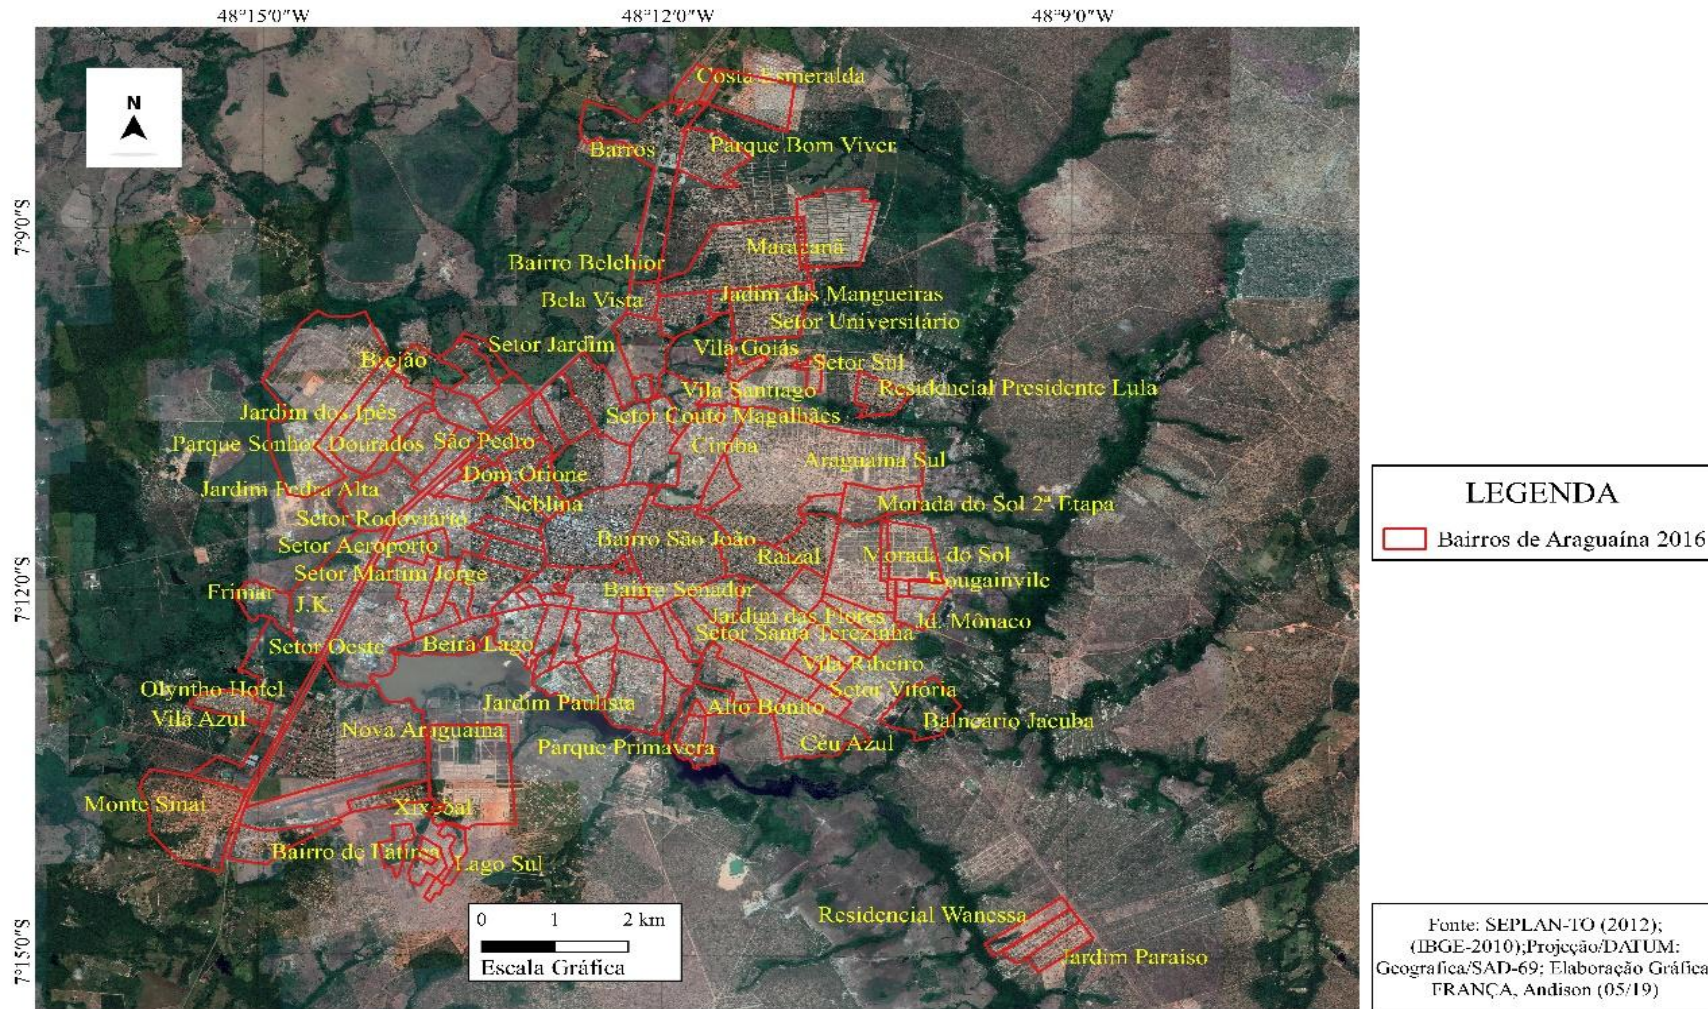 48°15'0"W 48°12'0"W 48°9'0"W
N
7°9'0"S
7°12'0"S
7°15'0"S
Costa Esmeralda
Barros
Parque Bom Viver
Maracanã
Bairro Belchior
Bela Vista
Jadim das Mangueiras
Setor Universitário
Setor Jardim
Vila Goiás
Brejão
Setor Sul
Vila Santiago
Residencial Presidente Lula
Jardim dos Ipês
Setor Couto Magalhães
Parque Sonhos Dourados
São Pedro
Cimba
Araguaína Sul
Dom Orione
Jardim Pedra Alta
Neblina
Morada do Sol 2ª Etapa
Setor Rodoviário
Bairro São João
Setor Aeroporto
Raizal
Morada do Sol
Setor Martim Jorge
Bougainvile
Frimar
J.K.
Bairro Senador
Jardim das Flores
Jd. Mônaco
Setor Santa Terezinha
Setor Oeste
Beira Lago
Vila Ribeiro
Olyntho Hotel
Setor Vitória
Vila Azul
Jardim Paulista
Alto Bonito
Nova Araguaína
Balneário Jacuba
Parque Primavera
Céu Azul
Monte Sinai
Xixebal
Bairro de Fátima
Lago Sul
Residencial Wanessa
Jardim Paraíso
0 1 2 km
Escala Gráfica
LEGENDA
Bairros de Araguaína 2016
Fonte: SEPLAN-TO (2012);
(IBGE-2010);Projeção/DATUM:
Geografica/SAD-69; Elaboração Gráfica
FRANÇA, Andison (05/19)